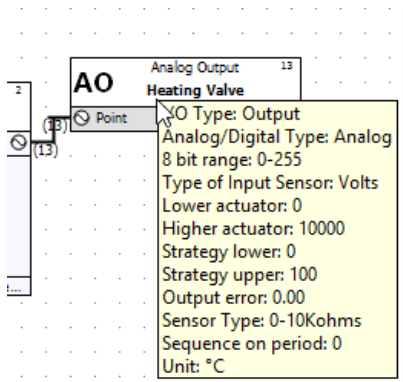 Analog Output 13
AO
Heating Valve
2
Point
(13)
(13)
I/O Type: Output
Analog/Digital Type: Analog
8 bit range: 0-255
Type of Input Sensor: Volts
Lower actuator: 0
Higher actuator: 10000
Strategy lower: 0
Strategy upper: 100
Output error: 0.00
Sensor Type: 0-10Kohms
Sequence on period: 0
Unit: °C